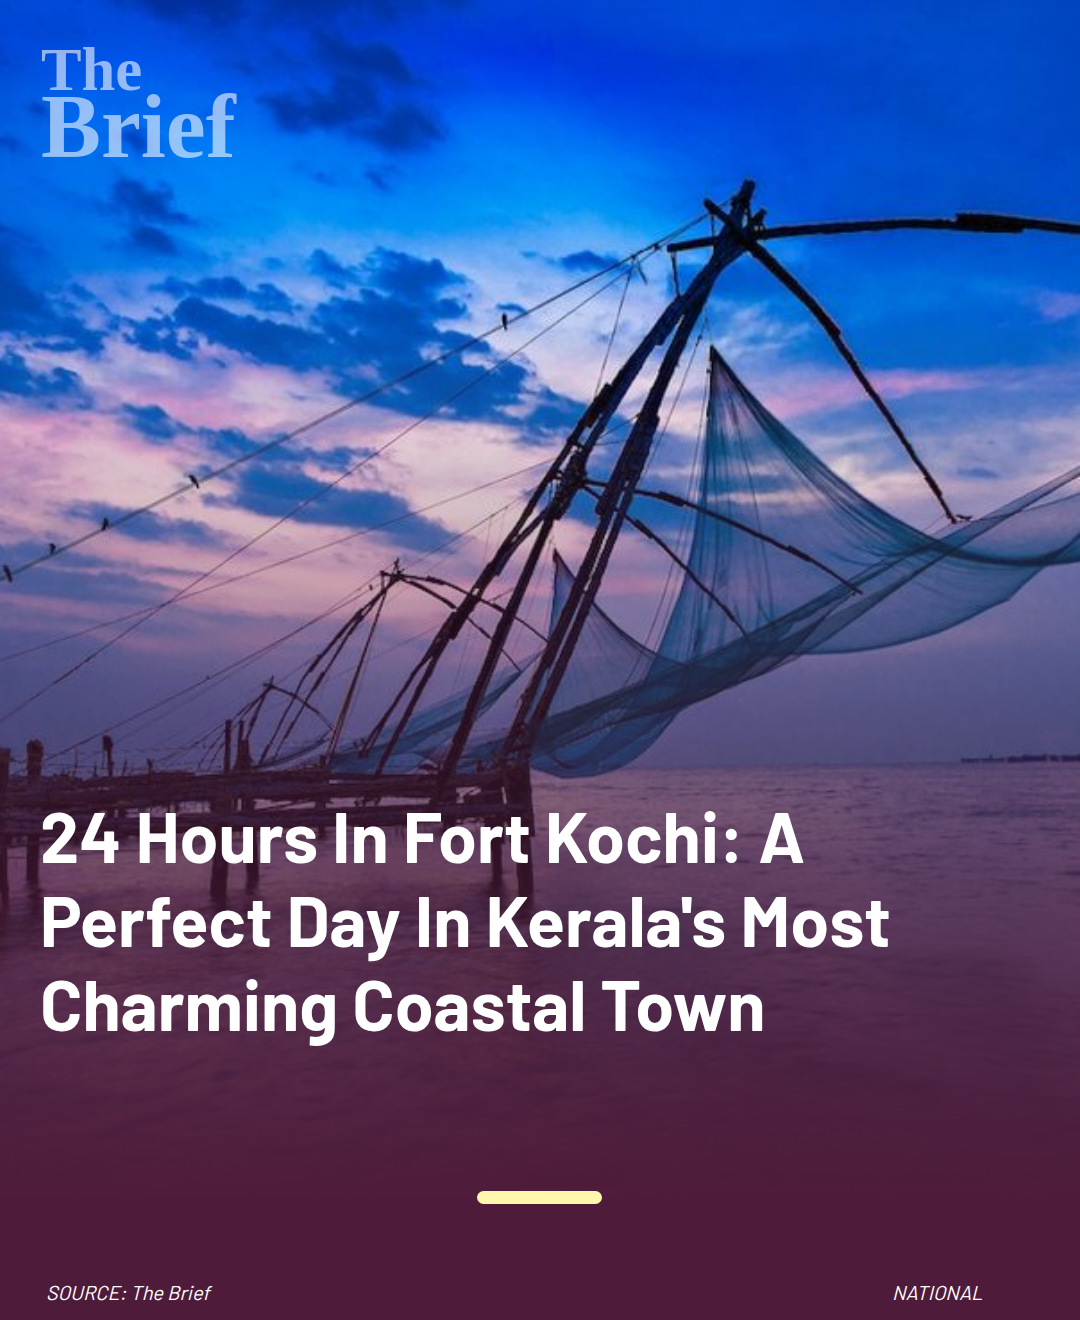 The
Brief
24 Hours In Fort Kochi: A
Perfect Day In Kerala's Most
Charming Coastal Town
SOURCE: The Brief
NATIONAL